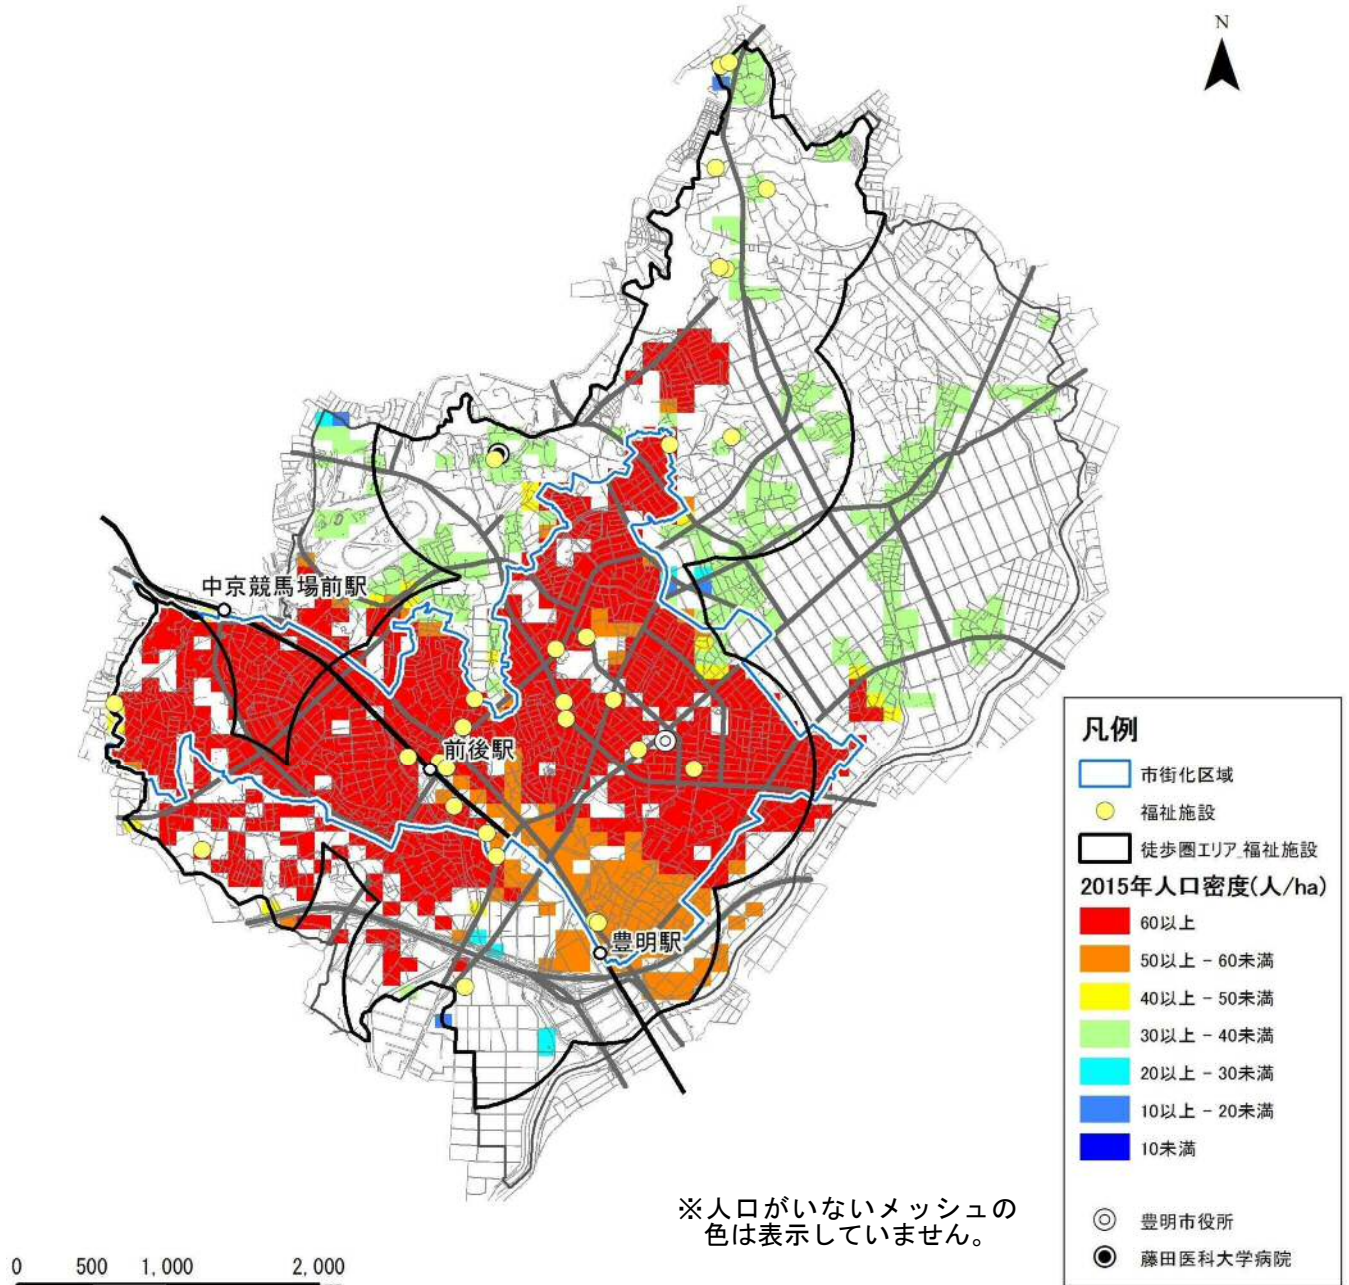 N
中京競馬場前駅
前後駅
豊明駅
凡例
市街化区域
福祉施設
徒歩圏エリア_福祉施設
2015年人口密度(人/ha)
60以上
50以上 - 60未満
40以上 - 50未満
30以上 - 40未満
20以上 - 30未満
10以上 - 20未満
10未満
豊明市役所
藤田医科大学病院
※人口がいないメッシュの
色は表示していません。
0 500 1,000 2,000